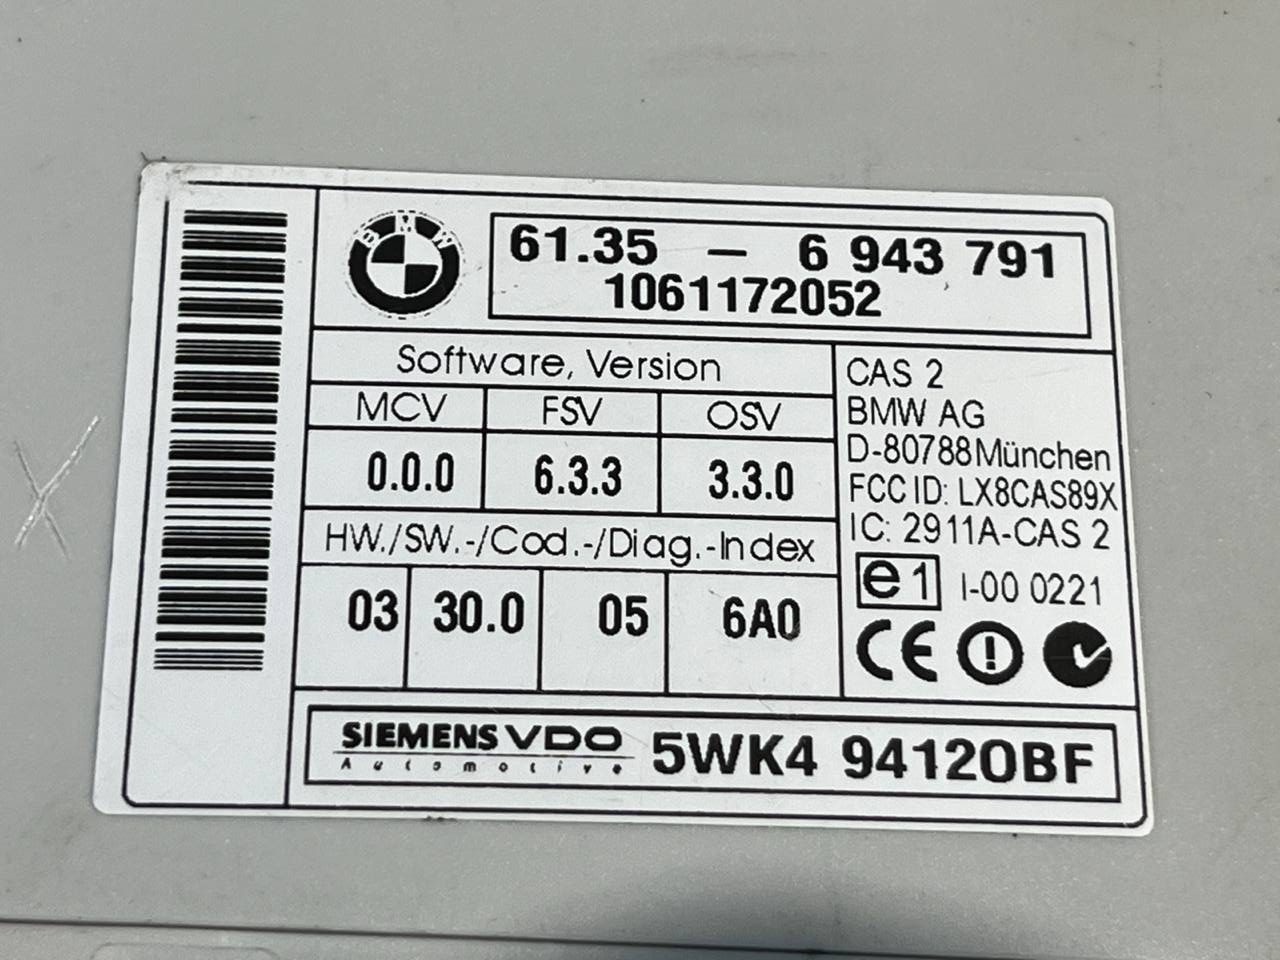 BMW
61.35 – 6 943 791
1061172052
Software, Version
MCV FSV OSV
0.0.0 6.3.3 3.3.0
HW./SW.-/Cod.-/Diag.-Index
03 30.0 05 6A0
CAS 2
BMW AG
D-80788 München
FCC ID: LX8CAS89X
IC: 2911A-CAS 2
e1 I-00 0221
CE
SIEMENS VDO
Automotive
5WK4 94120BF